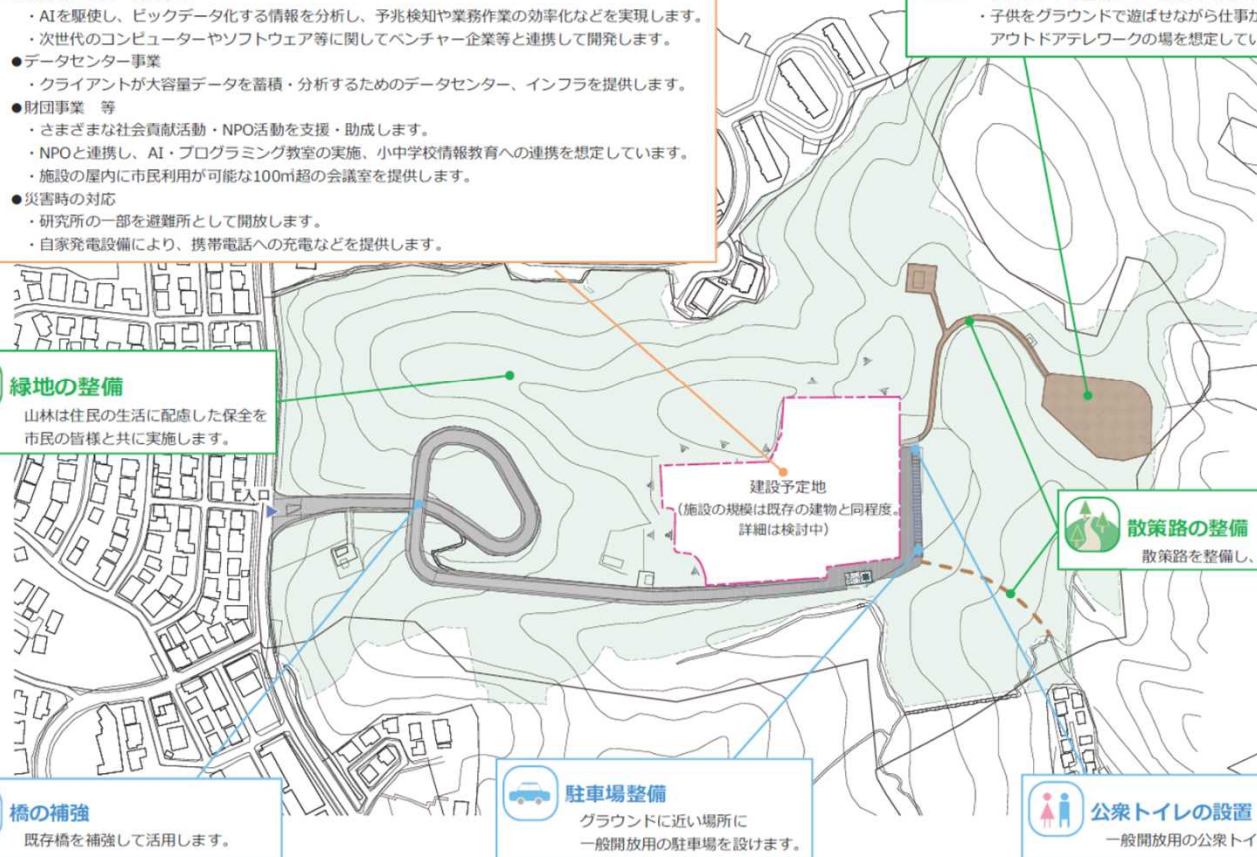 ・AIを駆使し、ビックデータ化する情報を分析し、予兆検知や業務作業の効率化などを実現します。
・次世代のコンピューターやソフトウェア等に関してベンチャー企業等と連携して開発します。
●データセンター事業
・クライアントが大容量データを蓄積・分析するためのデータセンター、インフラを提供します。
●財団事業　等
・さまざまな社会貢献活動・NPO活動を支援・助成します。
・NPOと連携し、AI・プログラミング教室の実施、小中学校情報教育への連携を想定しています。
・施設の屋内に市民利用が可能な100㎡超の会議室を提供します。
●災害時の対応
・研究所の一部を避難所として開放します。
・自家発電設備により、携帯電話への充電などを提供します。
・子供をグラウンドで遊ばせながら仕事が
アウトドアテレワークの場を想定してい
緑地の整備
山林は住民の生活に配慮した保全を
市民の皆様と共に実施します。
入口
建設予定地
（施設の規模は既存の建物と同程度。
詳細は検討中）
散策路の整備
散策路を整備し、
橋の補強
既存橋を補強して活用します。
駐車場整備
グラウンドに近い場所に
一般開放用の駐車場を設けます。
公衆トイレの設置
一般開放用の公衆トイ